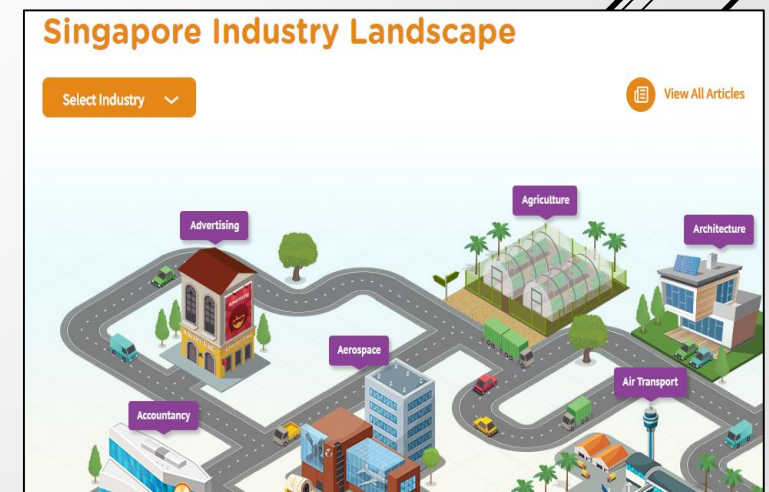 Singapore Industry Landscape
Select Industry
View All Articles
Agriculture
Advertising
Architecture
Aerospace
Air Transport
Accountancy